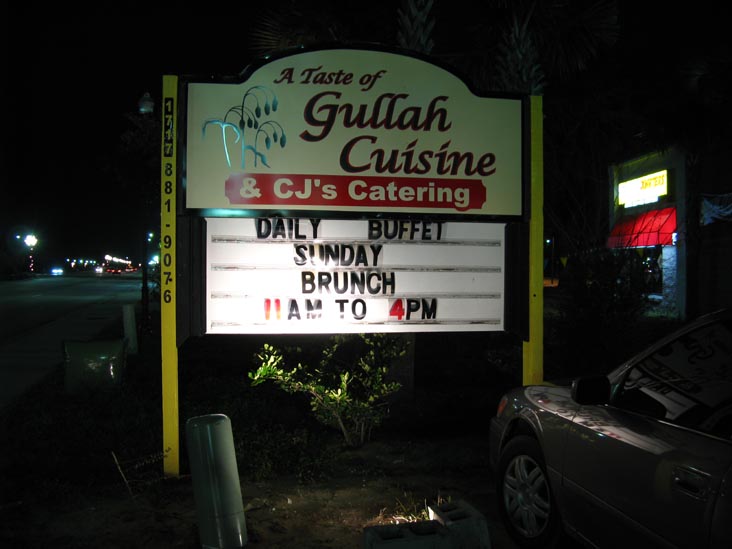 A Taste of
Gullah
Cuisine
& CJ's Catering
DAILY BUFFET
SUNDAY
BRUNCH
11AM TO 4PM
1717
881-9076